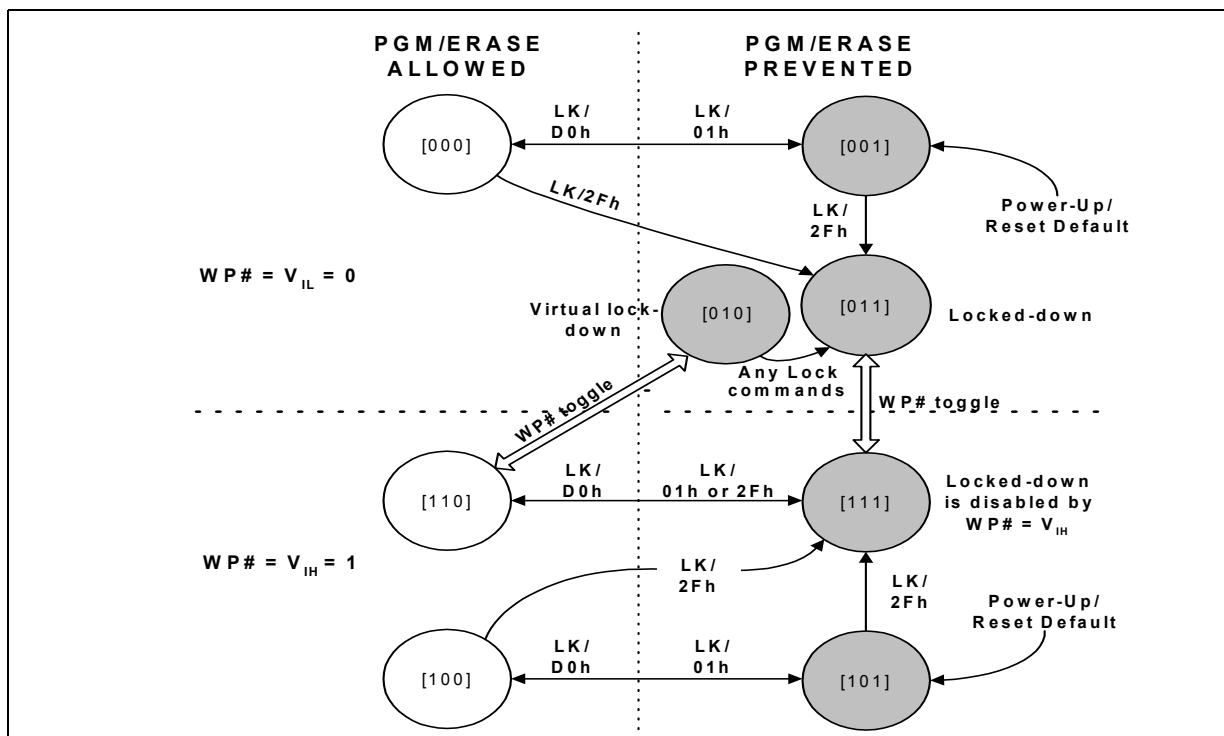 PGM/ERASE
ALLOWED
PGM/ERASE
PREVENTED
LK/
D0h
LK/
01h
[000]
[001]
LK/2Fh
LK/
2Fh
Power-Up/
Reset Default
WP# = VIL = 0
Virtual lock-
down
[010]
[011]
Locked-down
Any Lock
commands
WP# toggle
WP# toggle
LK/
D0h
LK/
01h or 2Fh
[110]
[111]
Locked-down
is disabled by
WP# = VIH
WP# = VIH = 1
LK/
2Fh
LK/
2Fh
Power-Up/
Reset Default
LK/
D0h
LK/
01h
[100]
[101]